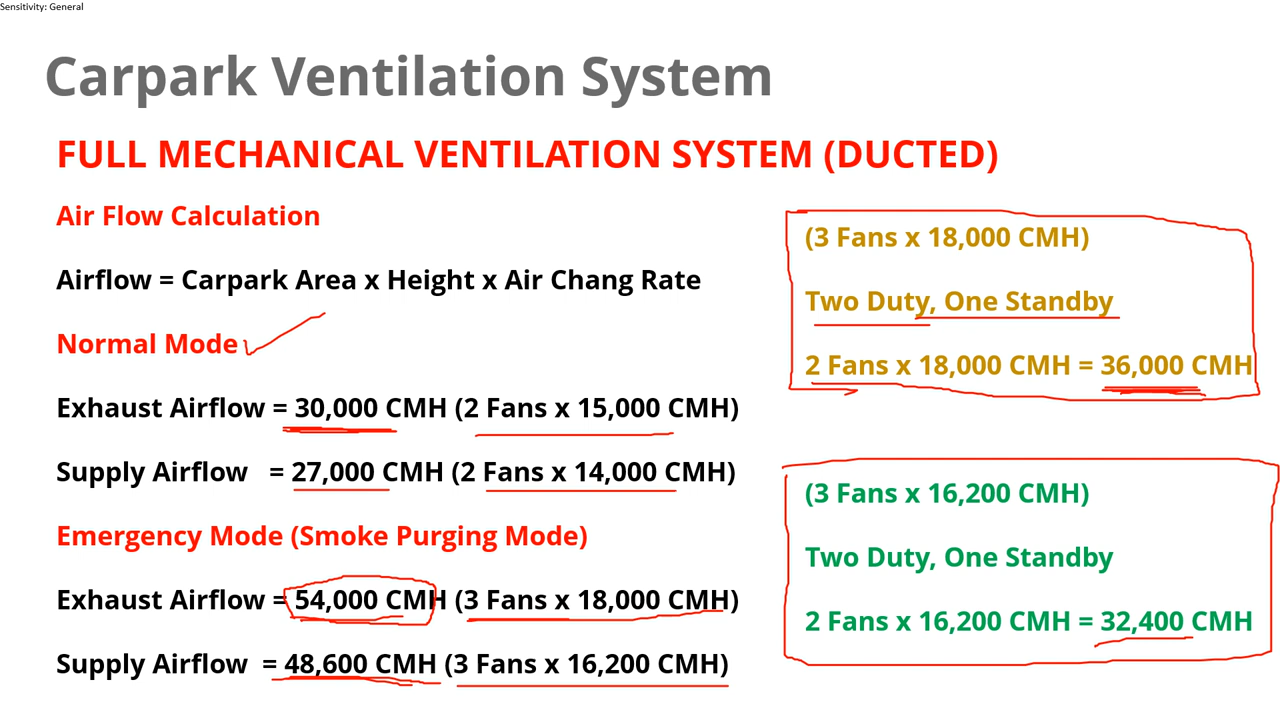 Sensitivity: General
Carpark Ventilation System
FULL MECHANICAL VENTILATION SYSTEM (DUCTED)
Air Flow Calculation
Airflow = Carpark Area x Height x Air Chang Rate
Normal Mode
Exhaust Airflow = 30,000 CMH (2 Fans x 15,000 CMH)
Supply Airflow = 27,000 CMH (2 Fans x 14,000 CMH)
Emergency Mode (Smoke Purging Mode)
Exhaust Airflow = 54,000 CMH (3 Fans x 18,000 CMH)
Supply Airflow = 48,600 CMH (3 Fans x 16,200 CMH)
(3 Fans x 18,000 CMH)
Two Duty, One Standby
2 Fans x 18,000 CMH = 36,000 CMH
(3 Fans x 16,200 CMH)
Two Duty, One Standby
2 Fans x 16,200 CMH = 32,400 CMH